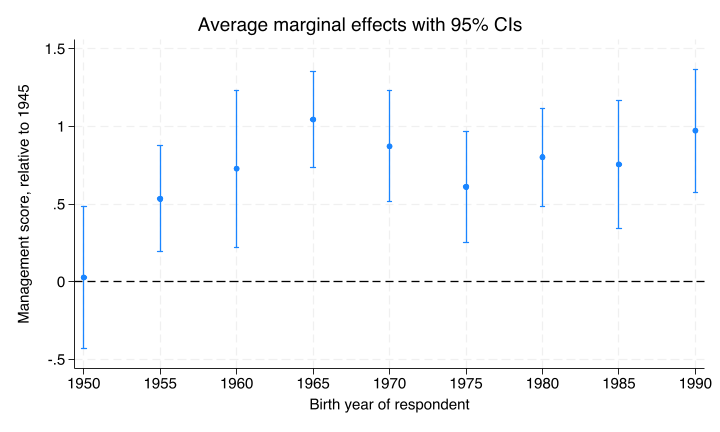 Average marginal effects with 95% CIs
Management score, relative to 1945
1.5
1
.5
0
-.5
1950 1955 1960 1965 1970 1975 1980 1985 1990
Birth year of respondent